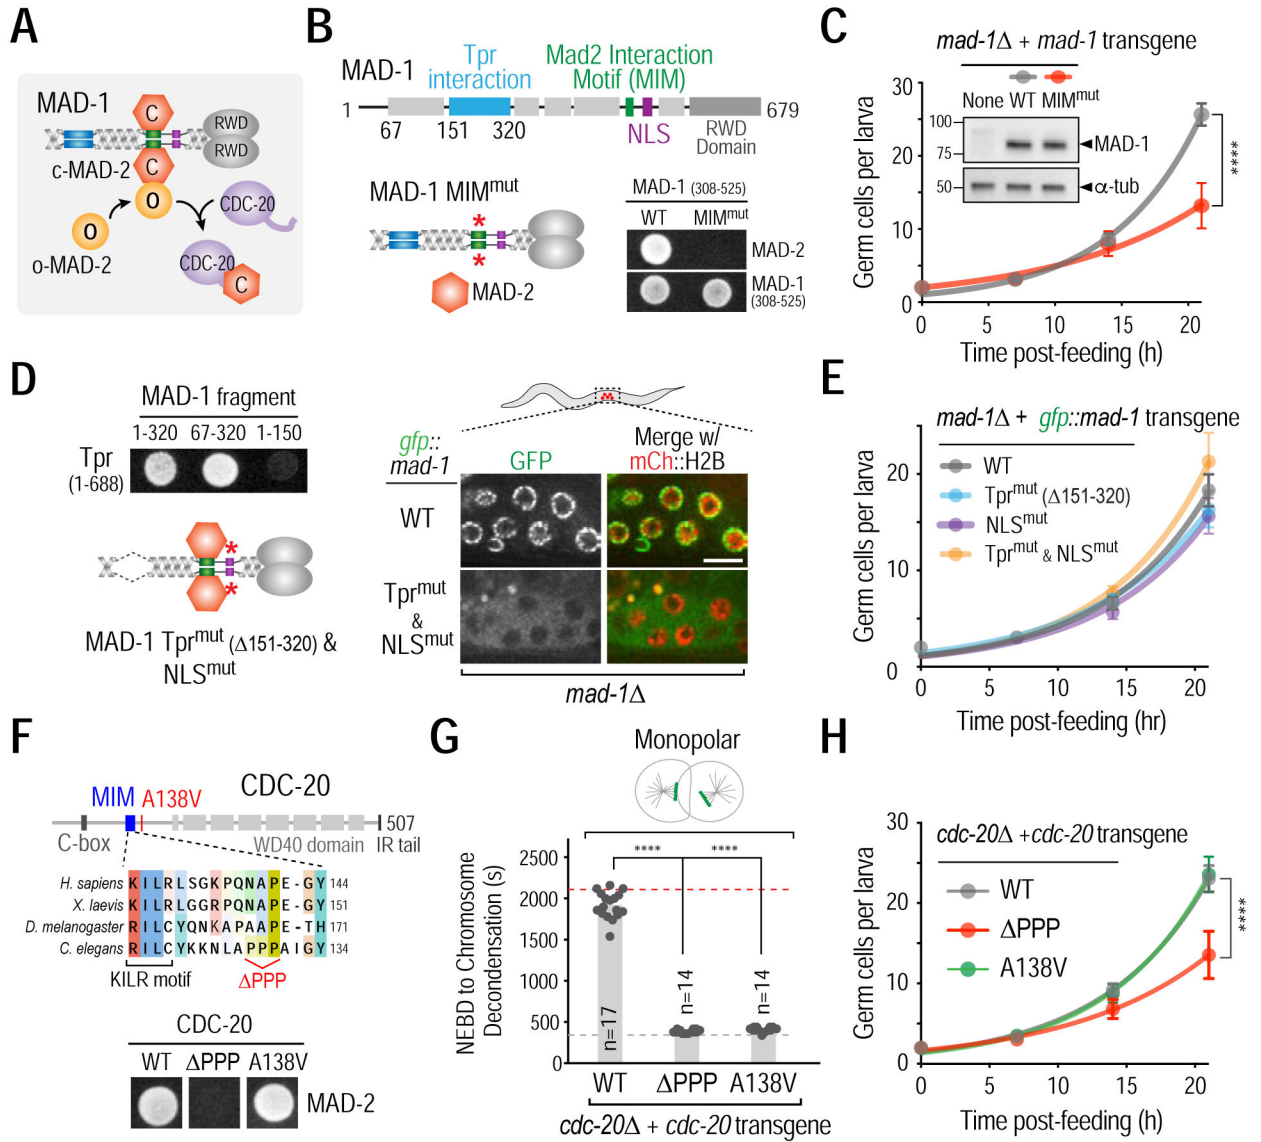 A
MAD-1
C
RWD
RWD
c-MAD-2
C
O
O
o-MAD-2
CDC-20
CDC-20
C
B
Tpr
interaction
Mad2 Interaction
Motif (MIM)
MAD-1
1
679
67
151
320
NLS
RWD
Domain
MAD-1 MIMmut
*
*
MAD-2
MAD-1 (308-525)
WT
MIMmut
MAD-2
MAD-1
(308-525)
C
mad-1Δ + mad-1 transgene
None WT MIMmut
100
75
50
MAD-1
α-tub
****
Germ cells per larva
30
20
10
0
0
5
10
15
20
Time post-feeding (h)
D
MAD-1 fragment
1-320 67-320 1-150
Tpr
(1-688)
*
*
MAD-1 Tprmut (Δ151-320) &
NLSmut
gfp::
mad-1
GFP
Merge w/
mCh::H2B
WT
Tprmut
&
NLSmut
mad-1Δ
E
mad-1Δ + gfp::mad-1 transgene
WT
Tprmut (Δ151-320)
NLSmut
Tprmut & NLSmut
Germ cells per larva
20
10
0
0
5
10
15
20
Time post-feeding (hr)
F
CDC-20
MIM
A138V
507
C-box
WD40 domain
IR tail
H. sapiens KILRLSGKPQNAPE-GY 144
X. laevis KILRLGGRPQNAPE-GY 151
D. melanogaster RILCYQNKAPAAPE-TH 171
C. elegans RILCYKKNLAPPPAIGY 134
KILR motif
ΔPPP
CDC-20
WT ΔPPP A138V
MAD-2
G
Monopolar
****
****
NEBD to Chromosome
Decondensation (s)
2500
2000
1500
1000
500
0
n=17
n=14
n=14
WT
ΔPPP
A138V
cdc-20Δ + cdc-20 transgene
H
cdc-20Δ +cdc-20 transgene
WT
ΔPPP
A138V
****
Germ cells per larva
30
20
10
0
0
5
10
15
20
Time post-feeding (h)